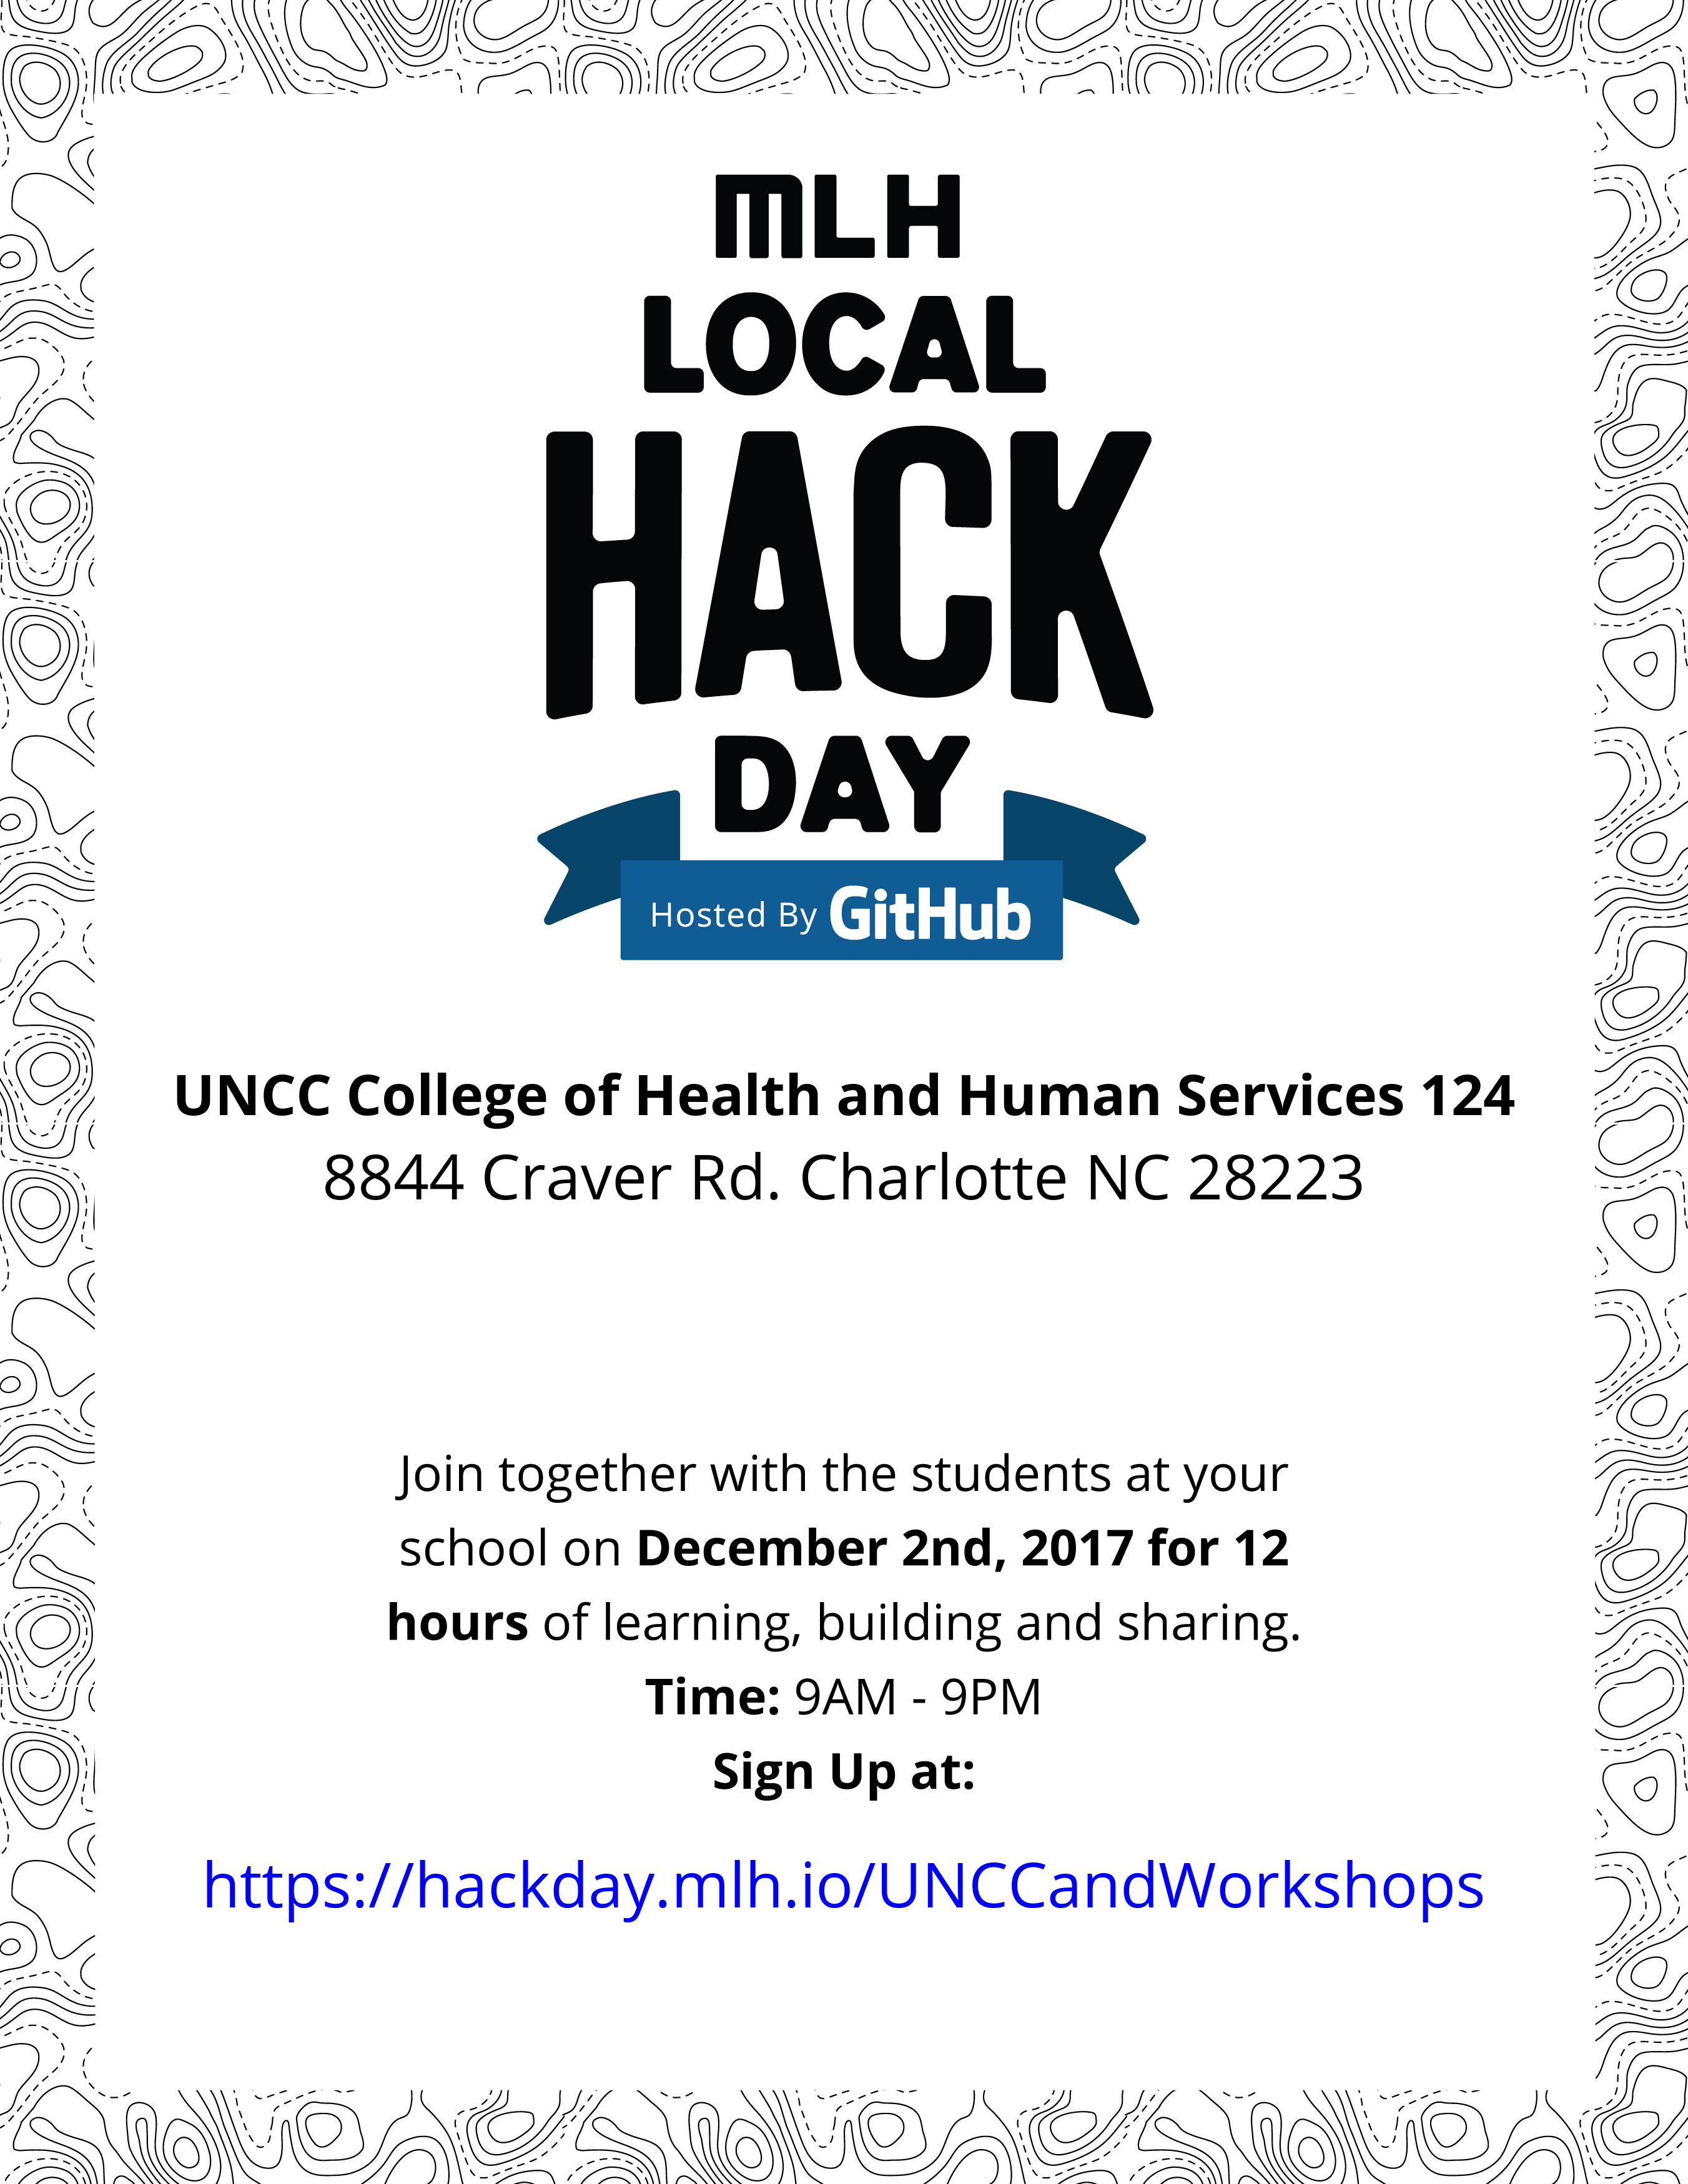 MLH
LOCAL
HACK
DAY
Hosted By GitHub
UNCC College of Health and Human Services 124
8844 Craver Rd. Charlotte NC 28223
Join together with the students at your
school on December 2nd, 2017 for 12
hours of learning, building and sharing.
Time: 9AM - 9PM
Sign Up at:
https://hackday.mlh.io/UNCCandWorkshops